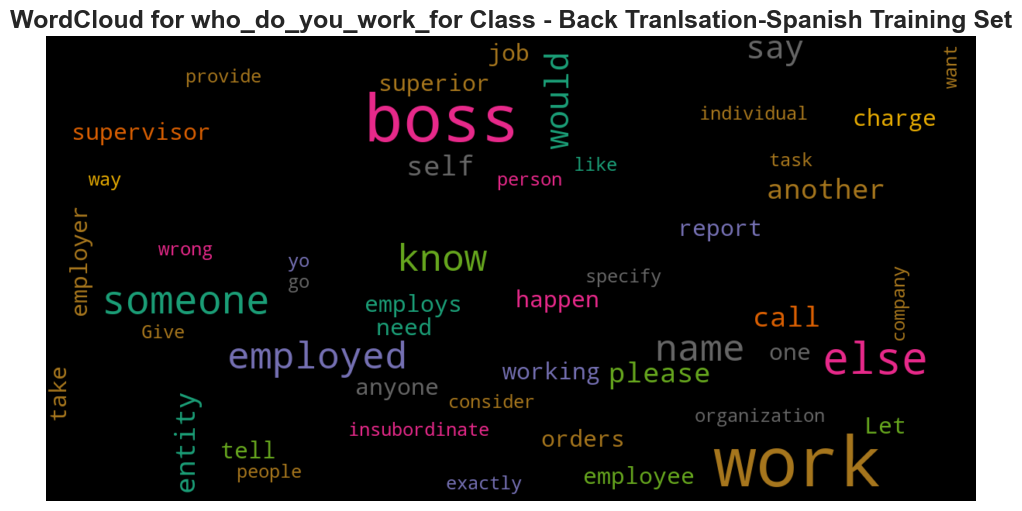 WordCloud for who_do_you_work_for Class - Back Tranlsation-Spanish Training Set
job
say
want
provide
superior
would
boss
individual
charge
supervisor
self
like
task
way
person
another
employer
report
wrong
know
yo
go
specify
company
someone
employs
happen
Give
need
call
employed
name
one
else
working
please
take
anyone
consider
entity
organization
insubordinate
orders
Let
tell
work
people
exactly
employee